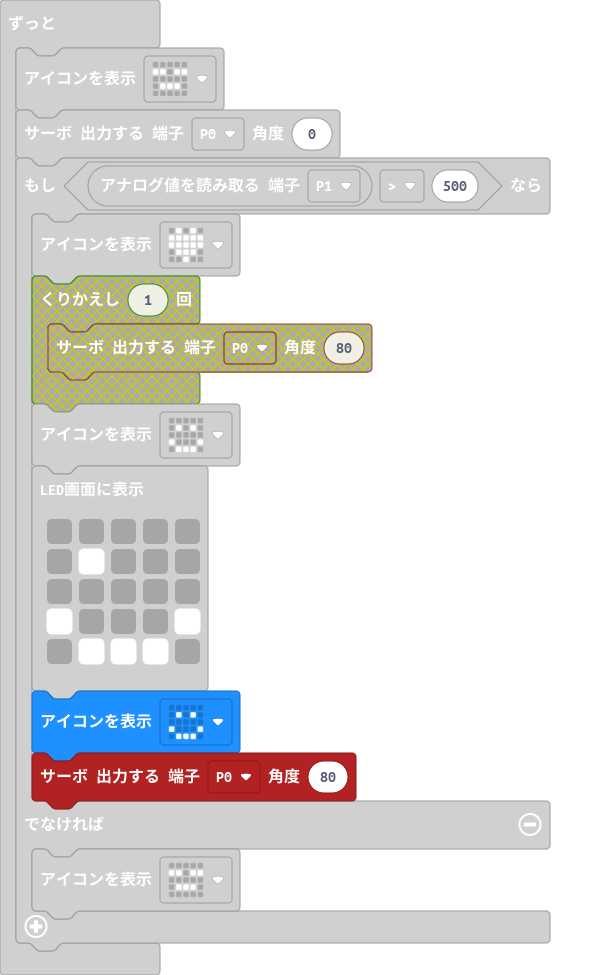 ずっと
アイコンを表示
サーボ 出力する 端子 P0 角度 0
もし アナログ値を読み取る 端子 P1 > 500 なら
アイコンを表示
くりかえし 1 回
サーボ 出力する 端子 P0 角度 80
アイコンを表示
LED画面に表示
アイコンを表示
サーボ 出力する 端子 P0 角度 80
でなければ
アイコンを表示